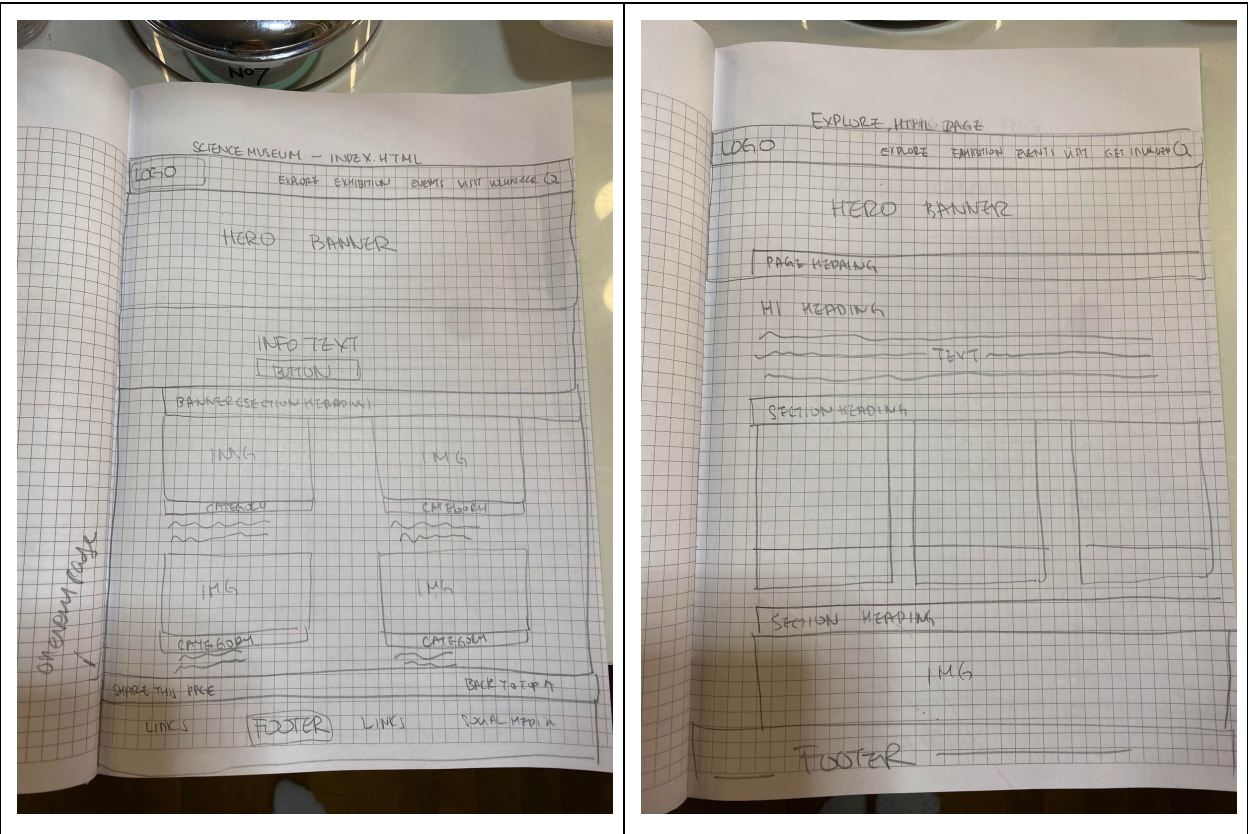 No7
SCIENCE MUSEUM - INDEX.HTML
LOGO
EXPLORE EXHIBITION EVENTS VISIT VOLUNTEER
HERO BANNER
INFO TEXT
BUTTON
BANNER (SECTION HEADING)
IMG IMG
CATEGORY CATEGORY
IMG IMG
CATEGORY CATEGORY
on every page
SHARE THIS PAGE BACK TO TOP ^
LINKS FOOTER LINKS SOCIAL MEDIA
EXPLORE.HTML PAGE
LOGO EXPLORE EXHIBITION EVENTS VISIT GET INVOLVED
HERO BANNER
PAGE HEADING
H1 HEADING
TEXT
SECTION HEADING
SECTION HEADING
IMG
FOOTER